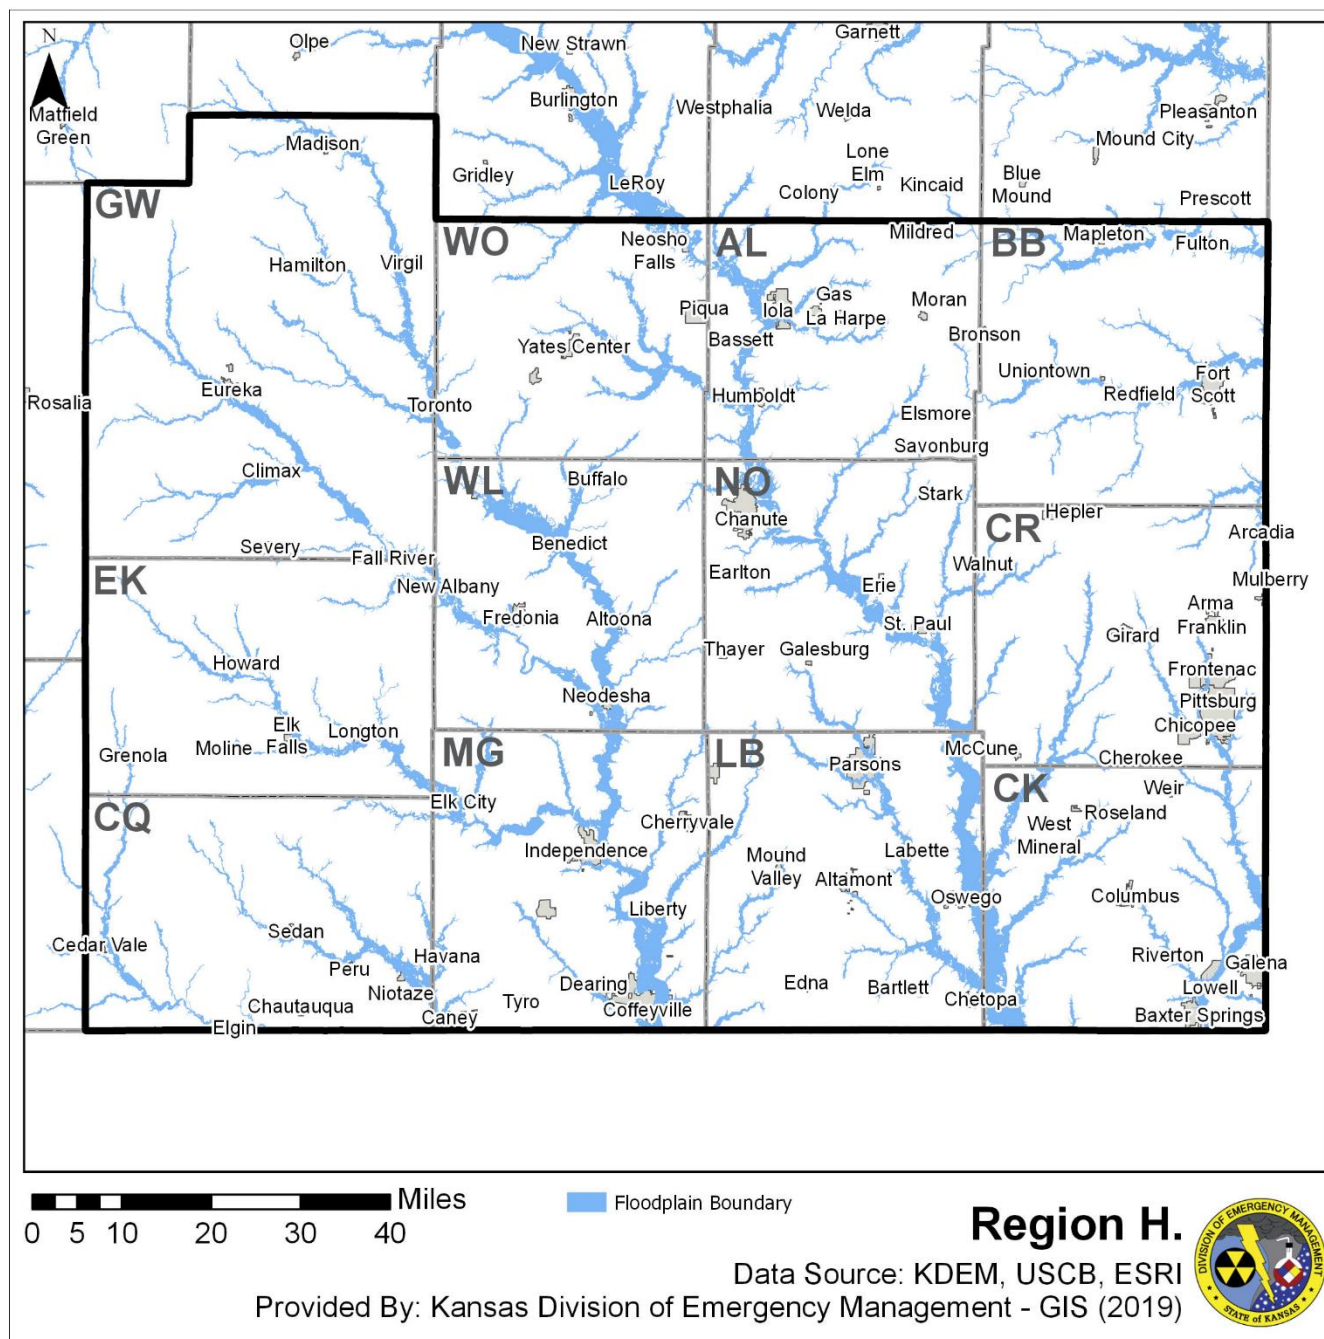 N
Olpe
New Strawn
Garnett
Matfield
Green
Burlington
Westphalia
Welda
Pleasanton
Mound City
Madison
Gridley
LeRoy
Lone
Elm
Colony
Kincaid
Blue
Mound
Prescott
GW
WO
AL
BB
Hamilton
Virgil
Neosho
Falls
Mildred
Mapleton
Fulton
Piqua
Iola
Gas
La Harpe
Moran
Bassett
Bronson
Yates Center
Uniontown
Redfield
Fort
Scott
Rosalia
Eureka
Toronto
Humboldt
Elsmore
Savonburg
Climax
WL
Buffalo
NO
Stark
Chanute
Hepler
CR
Arcadia
Severy
Fall River
Benedict
Earlton
Erie
Walnut
Mulberry
EK
New Albany
Fredonia
Altoona
St. Paul
Girard
Arma
Franklin
Howard
Thayer
Galesburg
Frontenac
Pittsburg
Neodesha
Chicopee
Elk
Falls
Longton
Moline
Grenola
MG
LB
McCune
Cherokee
Parsons
CK
Weir
CQ
Elk City
Cherryvale
West
Mineral
Roseland
Independence
Mound
Valley
Altamont
Labette
Oswego
Columbus
Liberty
Cedar Vale
Sedan
Peru
Havana
Niotaze
Riverton
Galena
Dearing
Edna
Bartlett
Chetopa
Lowell
Chautauqua
Elgin
Caney
Tyro
Coffeyville
Baxter Springs
Miles
0 5 10 20 30 40
Floodplain Boundary
Region H.
Data Source: KDEM, USCB, ESRI
Provided By: Kansas Division of Emergency Management - GIS (2019)
DIVISION OF EMERGENCY MANAGEMENT
STATE of KANSAS